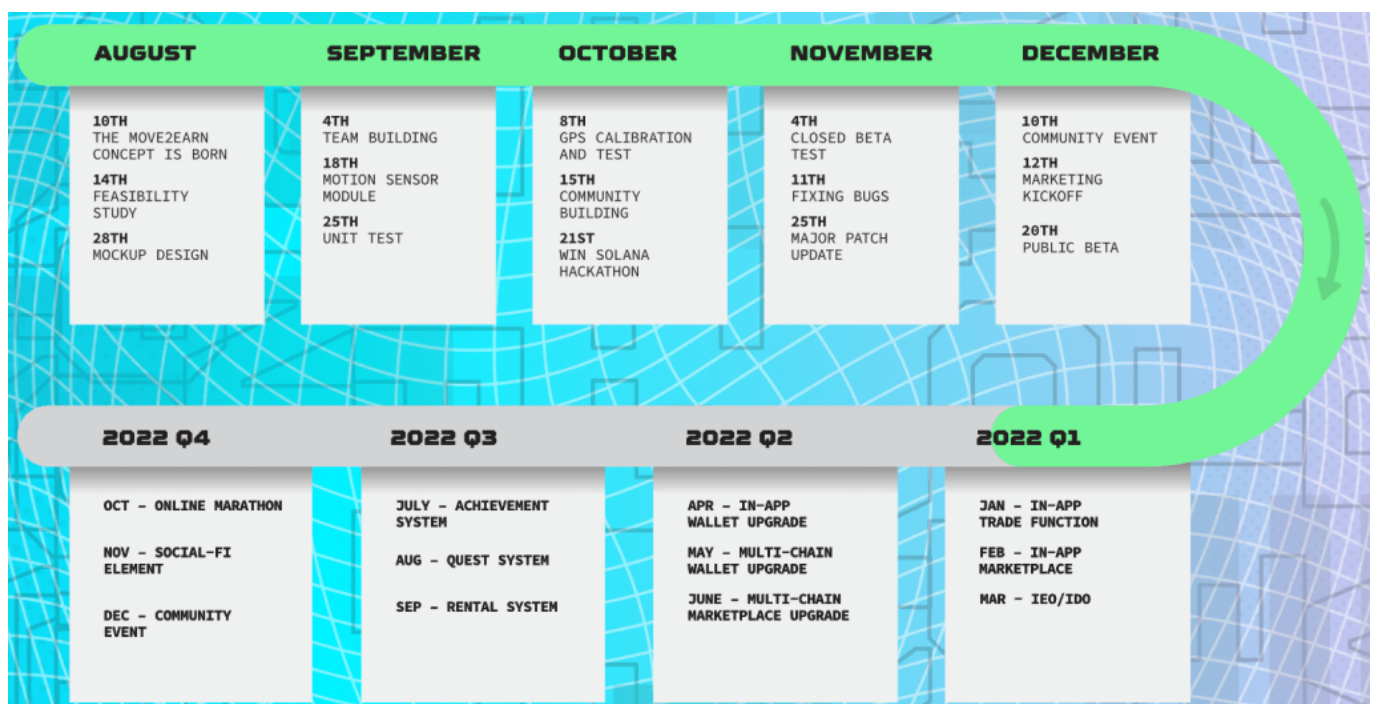 AUGUST
10TH
THE MOVE2EARN
CONCEPT IS BORN
14TH
FEASIBILITY
STUDY
28TH
MOCKUP DESIGN
SEPTEMBER
4TH
TEAM BUILDING
18TH
MOTION SENSOR
MODULE
25TH
UNIT TEST
OCTOBER
8TH
GPS CALIBRATION
AND TEST
15TH
COMMUNITY
BUILDING
21ST
WIN SOLANA
HACKATHON
NOVEMBER
4TH
CLOSED BETA
TEST
11TH
FIXING BUGS
25TH
MAJOR PATCH
UPDATE
DECEMBER
10TH
COMMUNITY EVENT
12TH
MARKETING
KICKOFF
20TH
PUBLIC BETA
2022 Q4
OCT – ONLINE MARATHON
NOV – SOCIAL-FI
ELEMENT
DEC – COMMUNITY
EVENT
2022 Q3
JULY – ACHIEVEMENT
SYSTEM
AUG – QUEST SYSTEM
SEP – RENTAL SYSTEM
2022 Q2
APR – IN-APP
WALLET UPGRADE
MAY – MULTI-CHAIN
WALLET UPGRADE
JUNE – MULTI-CHAIN
MARKETPLACE UPGRADE
2022 Q1
JAN – IN-APP
TRADE FUNCTION
FEB – IN-APP
MARKETPLACE
MAR – IEO/IDO